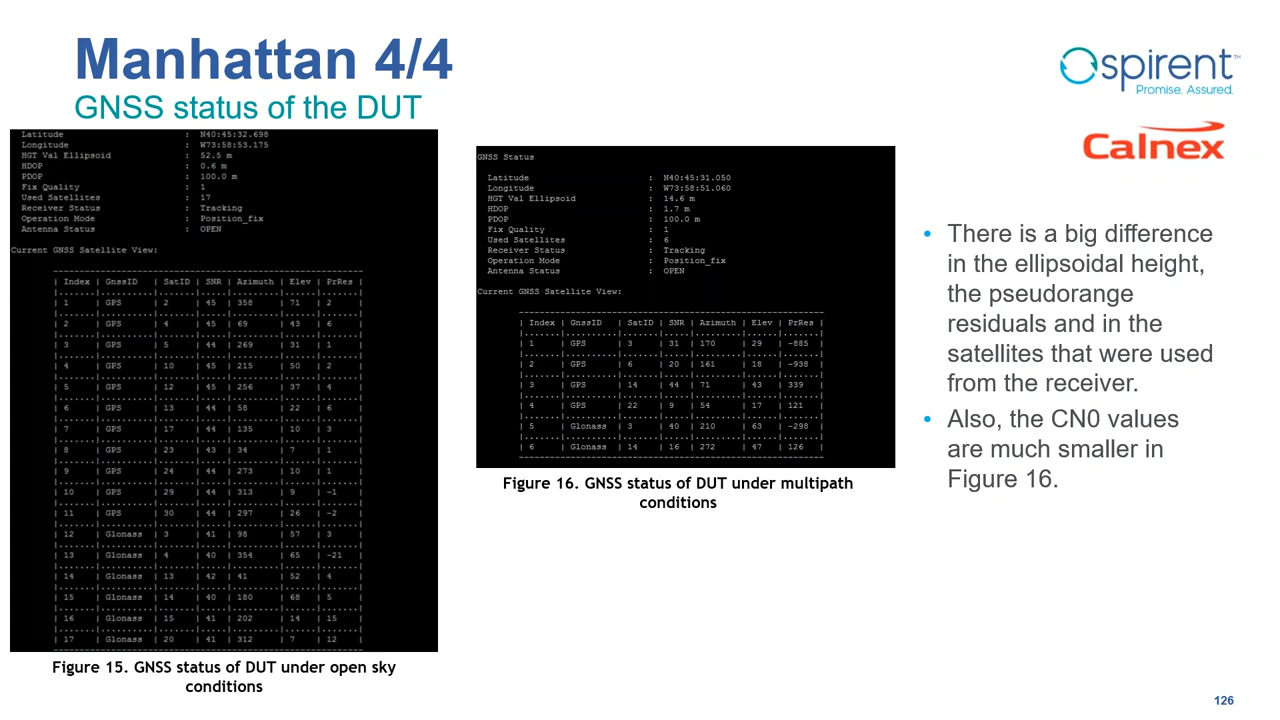 Manhattan 4/4
GNSS status of the DUT
spirent™
Promise. Assured.
Calnex
Latitude : N40:45:32.698
Longitude : W73:58:53.175
HGT Val Ellipsoid : 52.5 m
HDOP : 0.6 m
PDOP : 100.0 m
Fix Quality : 1
Used Satellites : 17
Receiver Status : Tracking
Operation Mode : Position_fix
Antenna Status : OPEN
Current GNSS Satellite View:
| Index | GnssID | SatID | SNR | Azimuth | Elev | PrRes |
| 1 | GPS | 2 | 45 | 358 | 71 | 2 |
| 2 | GPS | 4 | 45 | 69 | 43 | 6 |
| 3 | GPS | 5 | 44 | 269 | 31 | 1 |
| 4 | GPS | 10 | 45 | 215 | 50 | 2 |
| 5 | GPS | 12 | 45 | 256 | 37 | 4 |
| 6 | GPS | 13 | 44 | 58 | 22 | 6 |
| 7 | GPS | 17 | 44 | 135 | 10 | 3 |
| 8 | GPS | 23 | 43 | 34 | 7 | 1 |
| 9 | GPS | 24 | 44 | 273 | 10 | 1 |
| 10 | GPS | 29 | 44 | 313 | 9 | -1 |
| 11 | GPS | 30 | 44 | 297 | 26 | -2 |
| 12 | Glonass | 3 | 41 | 98 | 57 | 3 |
| 13 | Glonass | 4 | 40 | 354 | 65 | -21 |
| 14 | Glonass | 13 | 42 | 41 | 52 | 4 |
| 15 | Glonass | 14 | 40 | 180 | 68 | 5 |
| 16 | Glonass | 15 | 41 | 202 | 14 | 15 |
| 17 | Glonass | 20 | 41 | 312 | 7 | 12 |
Figure 15. GNSS status of DUT under open sky
conditions
GNSS Status
Latitude : N40:45:31.050
Longitude : W73:58:51.060
HGT Val Ellipsoid : 14.6 m
HDOP : 1.7 m
PDOP : 100.0 m
Fix Quality : 1
Used Satellites : 6
Receiver Status : Tracking
Operation Mode : Position_fix
Antenna Status : OPEN
Current GNSS Satellite View:
| Index | GnssID | SatID | SNR | Azimuth | Elev | PrRes |
| 1 | GPS | 3 | 31 | 170 | 29 | -885 |
| 2 | GPS | 6 | 20 | 161 | 18 | -938 |
| 3 | GPS | 14 | 44 | 71 | 43 | 339 |
| 4 | GPS | 22 | 9 | 54 | 17 | 121 |
| 5 | Glonass | 3 | 40 | 210 | 63 | -298 |
| 6 | Glonass | 14 | 16 | 272 | 47 | 126 |
Figure 16. GNSS status of DUT under multipath
conditions
• There is a big difference
in the ellipsoidal height,
the pseudorange
residuals and in the
satellites that were used
from the receiver.
• Also, the CN0 values
are much smaller in
Figure 16.
126